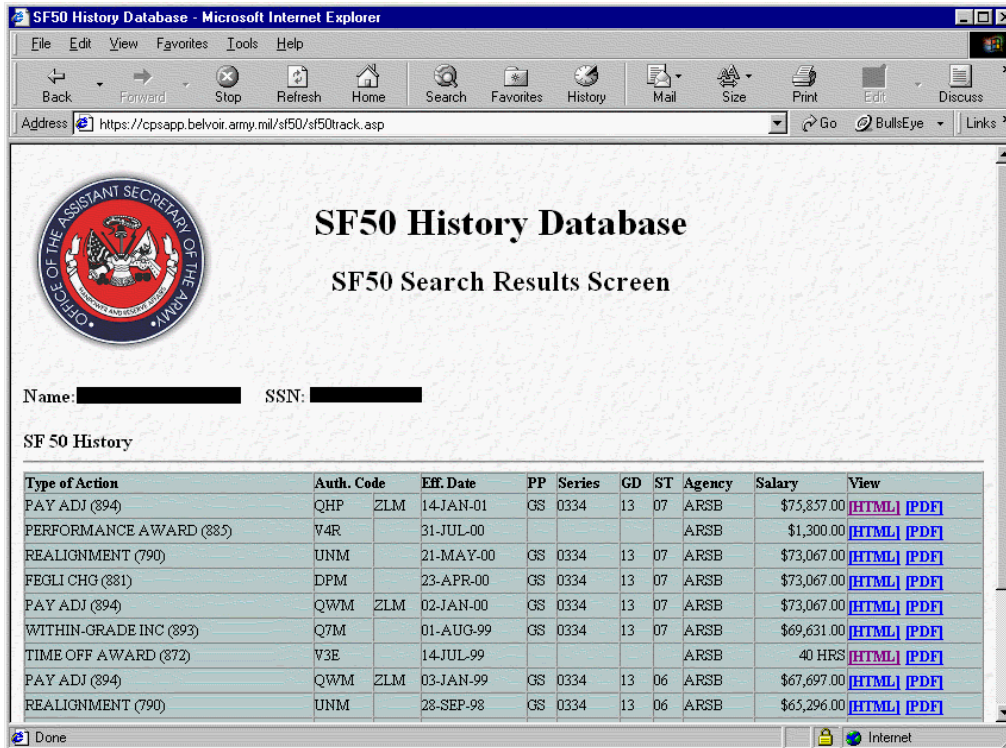 SF50 History Database - Microsoft Internet Explorer
File Edit View Favorites Tools Help
Back Forward Stop Refresh Home Search Favorites History Mail Size Print Edit Discuss
Address https://cpsapp.belvoir.army.mil/sf50/sf50track.asp Go BullsEye Links
OFFICE OF THE ASSISTANT SECRETARY OF THE ARMY
MANPOWER AND RESERVE AFFAIRS
SF50 History Database
SF50 Search Results Screen
Name: SSN:
SF 50 History
Type of Action Auth. Code Eff. Date PP Series GD ST Agency Salary View
PAY ADJ (894) QHP ZLM 14-JAN-01 GS 0334 13 07 ARSB $75,857.00 [HTML] [PDF]
PERFORMANCE AWARD (885) V4R 31-JUL-00 ARSB $1,300.00 [HTML] [PDF]
REALIGNMENT (790) UNM 21-MAY-00 GS 0334 13 07 ARSB $73,067.00 [HTML] [PDF]
FEGLI CHG (881) DPM 23-APR-00 GS 0334 13 07 ARSB $73,067.00 [HTML] [PDF]
PAY ADJ (894) QWM ZLM 02-JAN-00 GS 0334 13 07 ARSB $73,067.00 [HTML] [PDF]
WITHIN-GRADE INC (893) Q7M 01-AUG-99 GS 0334 13 07 ARSB $69,631.00 [HTML] [PDF]
TIME OFF AWARD (872) V3E 14-JUL-99 ARSB 40 HRS [HTML] [PDF]
PAY ADJ (894) QWM ZLM 03-JAN-99 GS 0334 13 06 ARSB $67,697.00 [HTML] [PDF]
REALIGNMENT (790) UNM 28-SEP-98 GS 0334 13 06 ARSB $65,296.00 [HTML] [PDF]
Done Internet